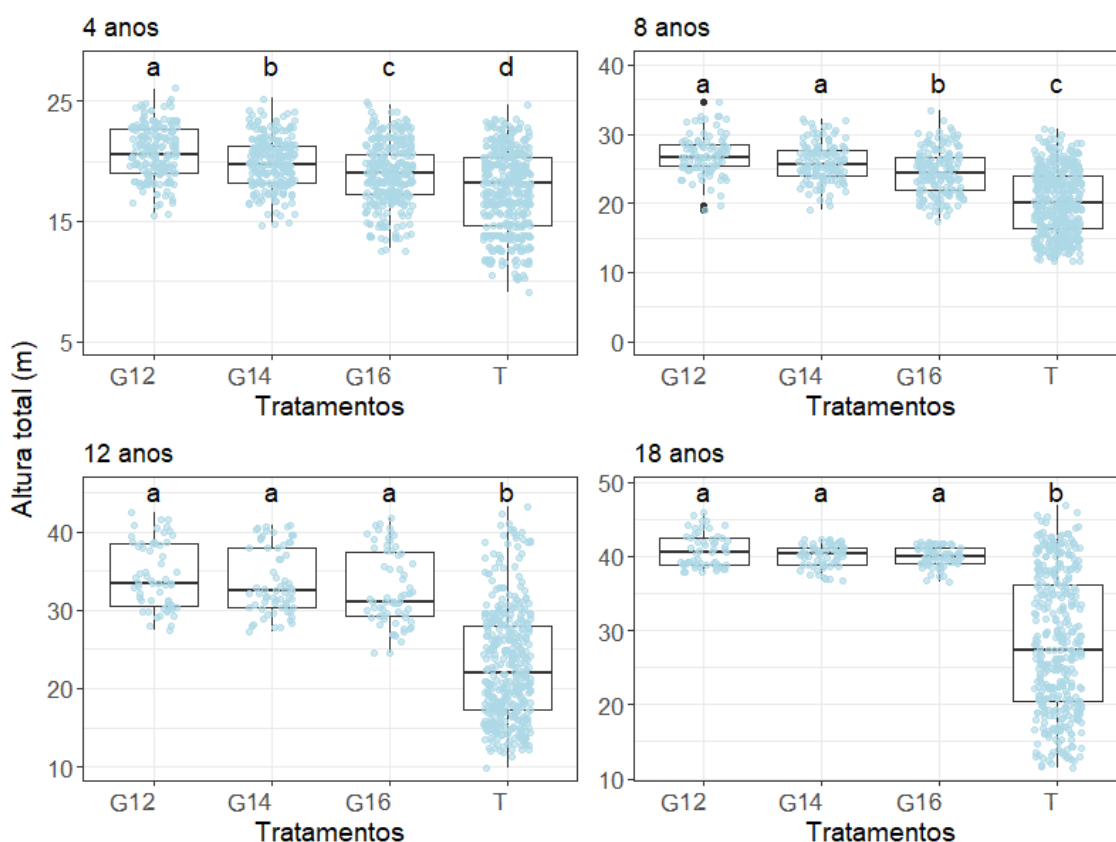 4 anos
a b c d
25
15
5
G12 G14 G16 T
Tratamentos
8 anos
a a b c
40
30
20
10
0
G12 G14 G16 T
Tratamentos
Altura total (m)
12 anos
a a a b
40
30
20
10
G12 G14 G16 T
Tratamentos
18 anos
a a a b
50
40
30
20
10
G12 G14 G16 T
Tratamentos